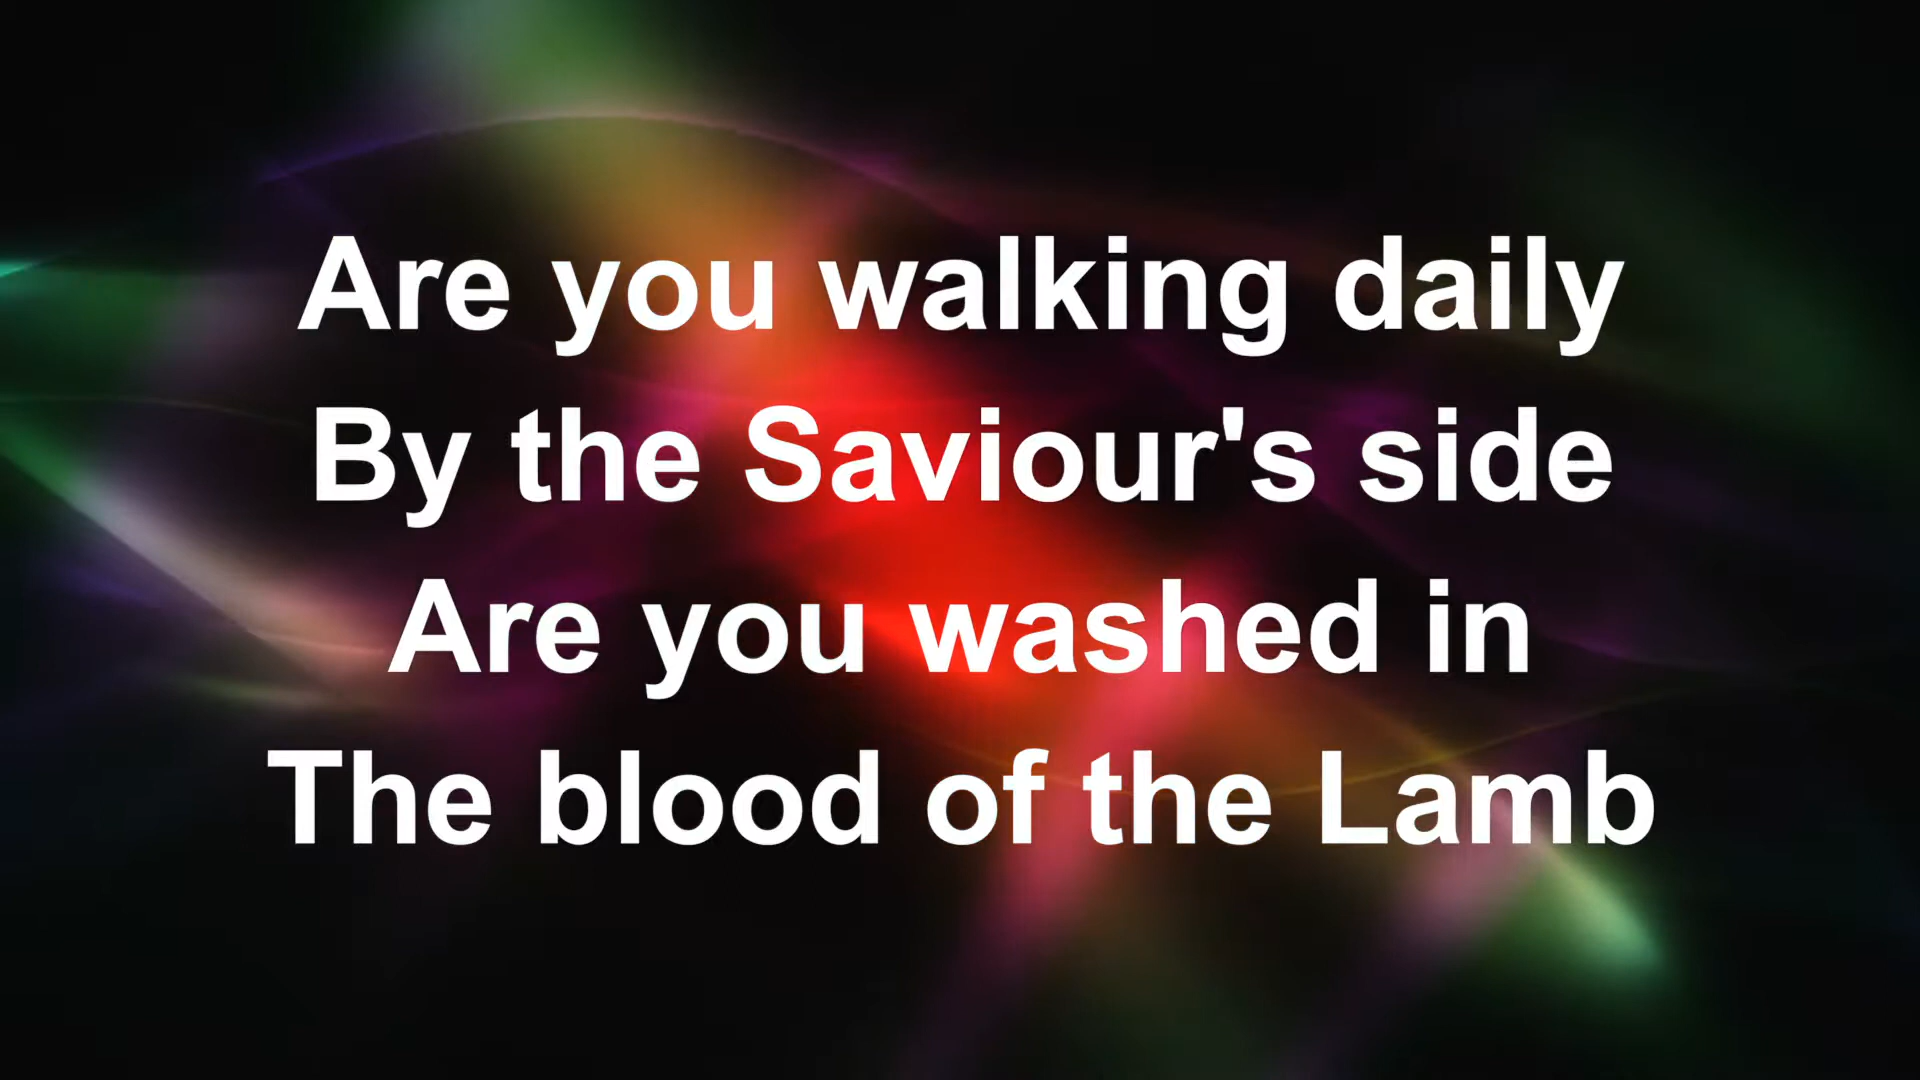 Are you walking daily
By the Saviour's side
Are you washed in
The blood of the Lamb